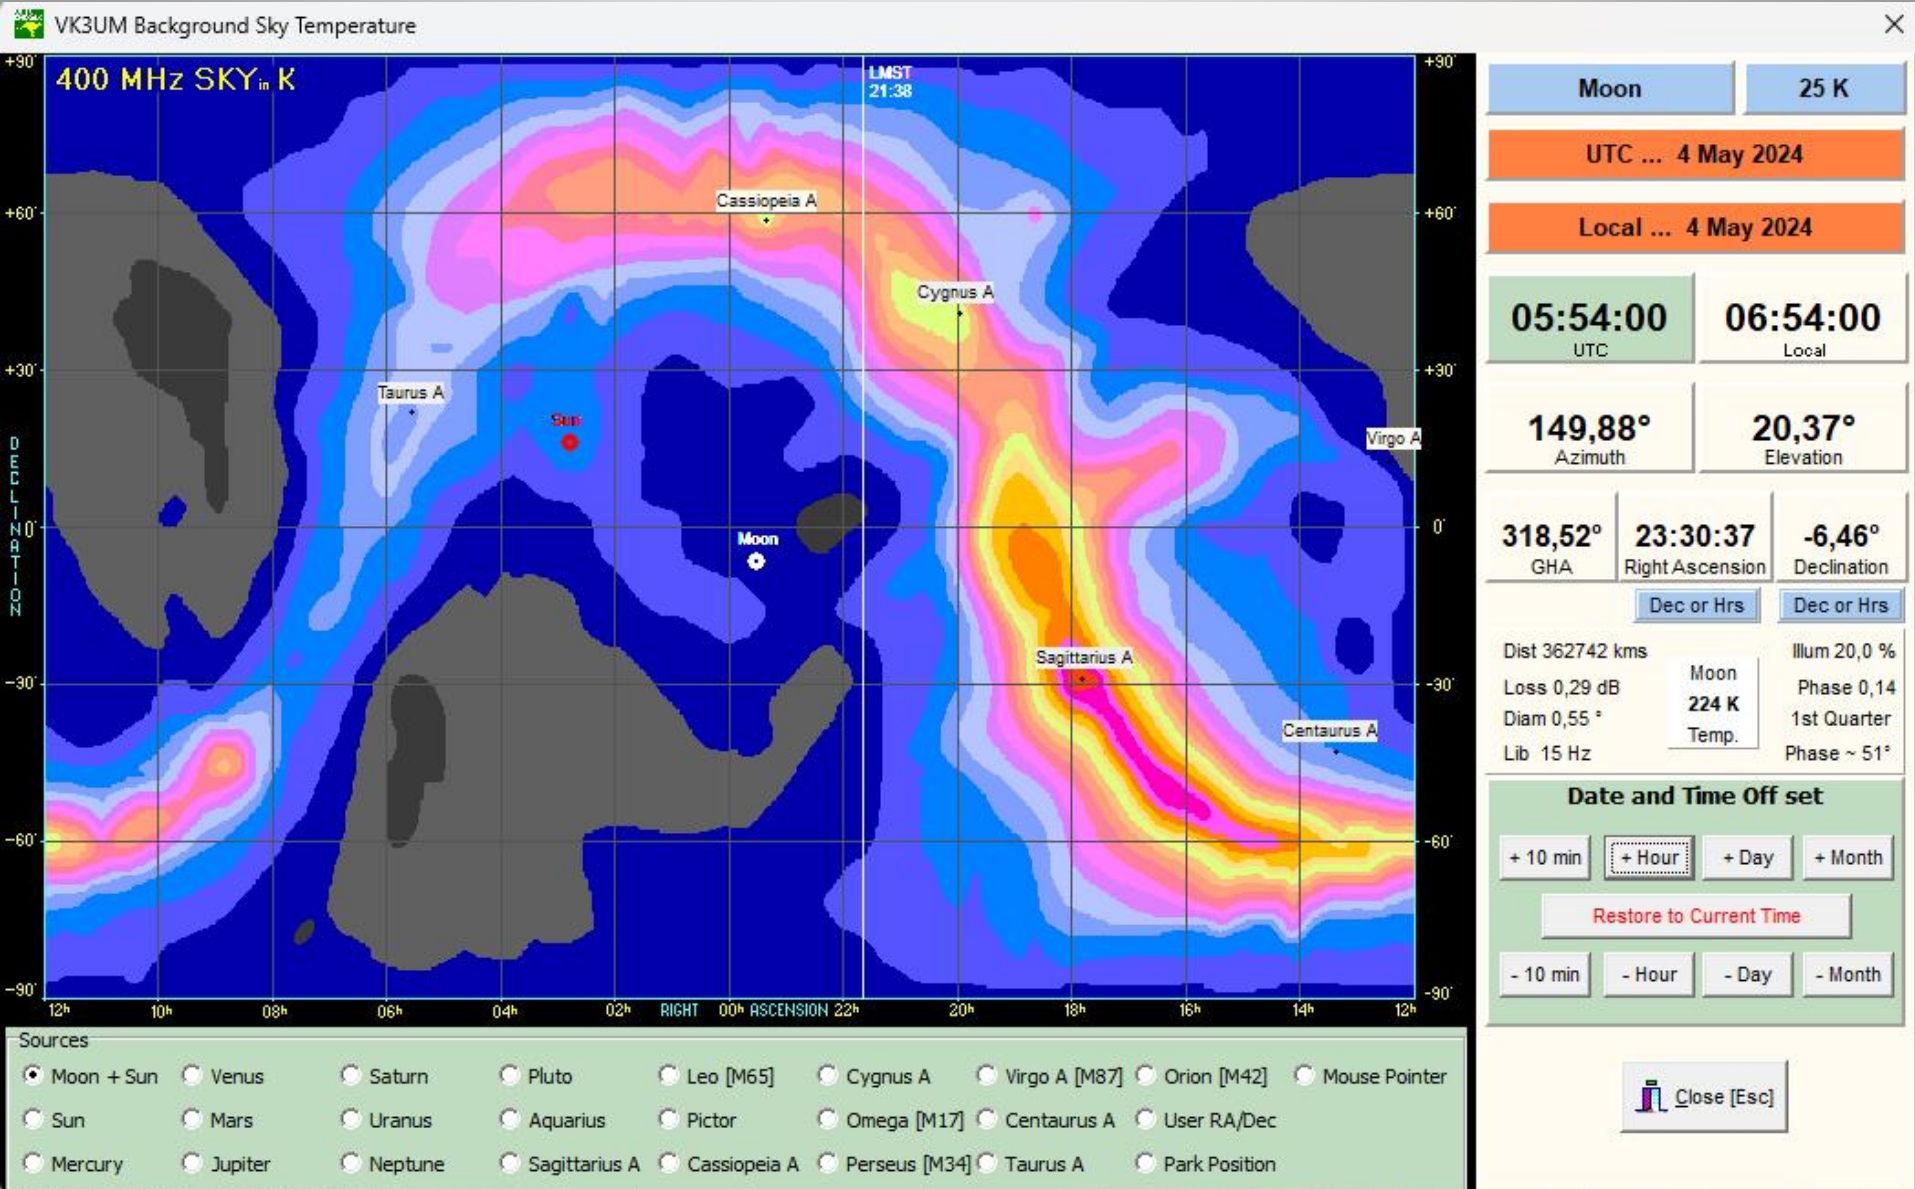 VK3UM Background Sky Temperature
400 MHz SKY in K
LMST
21:38
+90°
+60°
+30°
0°
-30°
-60°
-90°
DECLINATION
+90°
+60°
+30°
0°
-30°
-60°
-90°
Cassiopeia A
Cygnus A
Taurus A
Sun
Virgo A
Moon
Sagittarius A
Centaurus A
12h 10h 08h 06h 04h 02h RIGHT 00h ASCENSION 22h 20h 18h 16h 14h 12h
Moon 25 K
UTC ... 4 May 2024
Local ... 4 May 2024
05:54:00 06:54:00
UTC Local
149,88° 20,37°
Azimuth Elevation
318,52° 23:30:37 -6,46°
GHA Right Ascension Declination
Dec or Hrs Dec or Hrs
Dist 362742 kms
Loss 0,29 dB
Diam 0,55 °
Lib 15 Hz
Moon
224 K
Temp.
Illum 20,0 %
Phase 0,14
1st Quarter
Phase ~ 51°
Date and Time Off set
+ 10 min + Hour + Day + Month
Restore to Current Time
- 10 min - Hour - Day - Month
Close [Esc]
Sources
Moon + Sun Venus Saturn Pluto Leo [M65] Cygnus A Virgo A [M87] Orion [M42] Mouse Pointer
Sun Mars Uranus Aquarius Pictor Omega [M17] Centaurus A User RA/Dec
Mercury Jupiter Neptune Sagittarius A Cassiopeia A Perseus [M34] Taurus A Park Position